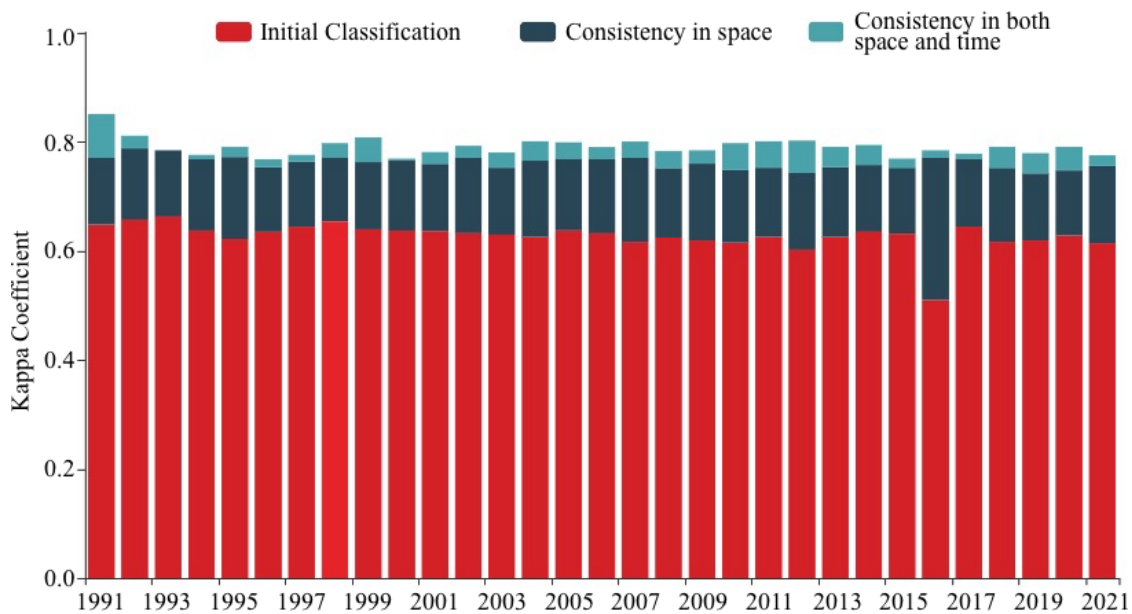 Initial Classification
Consistency in space
Consistency in both
space and time
Kappa Coefficient
1.0
0.8
0.6
0.4
0.2
0.0
1991 1993 1995 1997 1999 2001 2003 2005 2007 2009 2011 2013 2015 2017 2019 2021